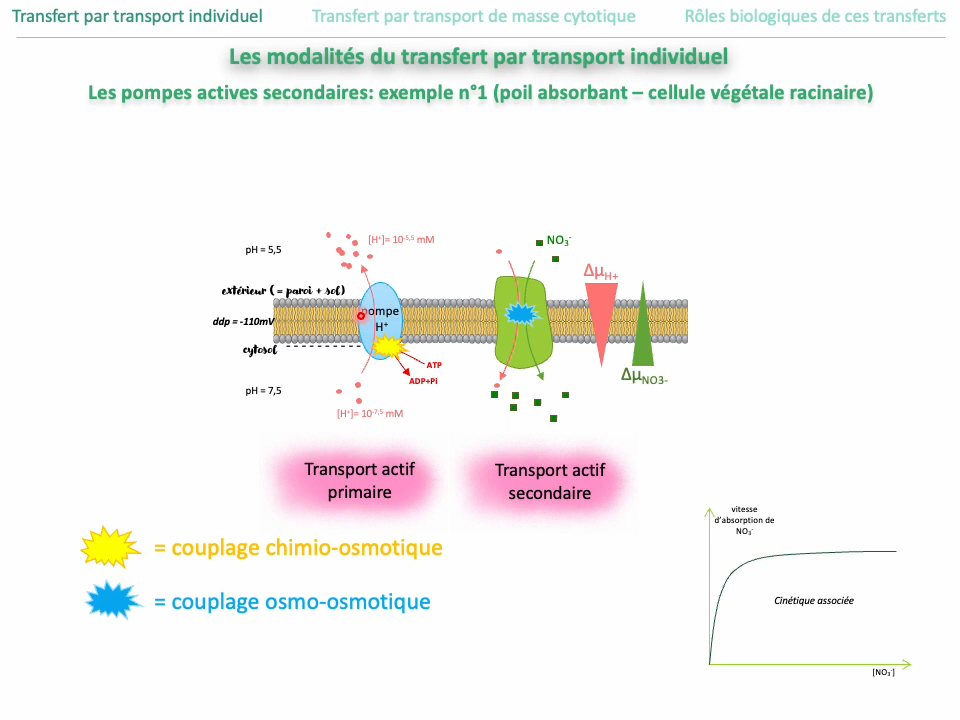 Transfert par transport individuel
Transfert par transport de masse cytotique
Rôles biologiques de ces transferts
Les modalités du transfert par transport individuel
Les pompes actives secondaires: exemple n°1 (poil absorbant – cellule végétale racinaire)
[H⁺]= 10⁻⁵,⁵ mM
NO₃⁻
pH = 5,5
Δμ H+
extérieur ( = paroi + sol)
pompe
H⁺
ddp = -110mV
cytosol
ATP
ADP+Pi
Δμ NO3-
pH = 7,5
[H⁺]= 10⁻⁷,⁵ mM
Transport actif
primaire
Transport actif
secondaire
vitesse
d'absorption de
NO₃⁻
= couplage chimio-osmotique
= couplage osmo-osmotique
Cinétique associée
[NO₃⁻]